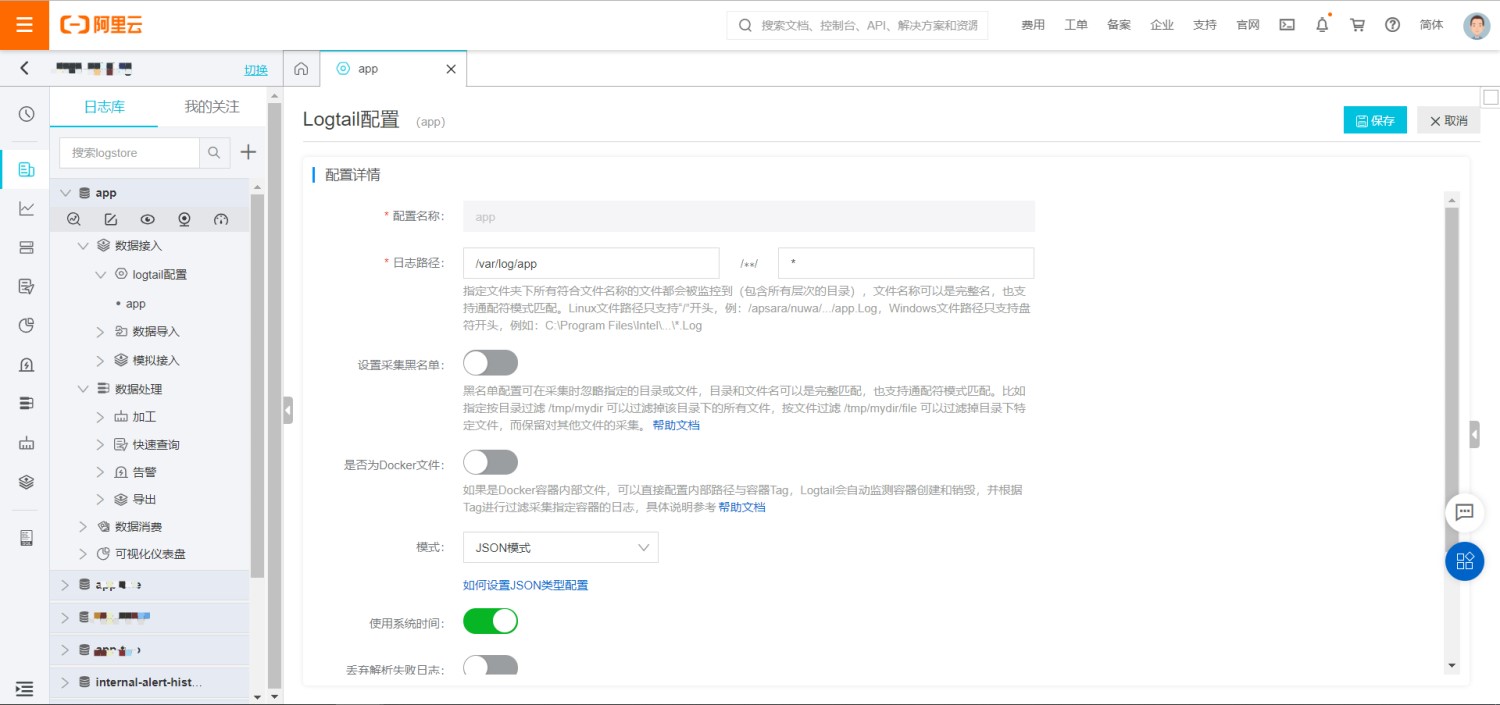 阿里云
搜索文档、控制台、API、解决方案和资源
费用 工单 备案 企业 支持 官网 简体
切换
app
日志库 我的关注
搜索logstore
app
数据接入
logtail配置
app
数据导入
模拟接入
数据处理
加工
快速查询
告警
导出
数据消费
可视化仪表盘
internal-alert-hist...
Logtail配置 (app)
保存 取消
配置详情
* 配置名称: app
* 日志路径: /var/log/app /**/ *
指定文件夹下所有符合文件名称的文件都会被监控到（包含所有层次的目录），文件名称可以是完整名，也支
持通配符模式匹配。Linux文件路径只支持“/”开头，例：/apsara/nuwa/.../app.Log，Windows文件路径只支持盘
符开头，例如：C:\Program Files\Intel\...\*.Log
设置采集黑名单:
黑名单配置可在采集时忽略指定的目录或文件，目录和文件名可以是完整匹配，也支持通配符模式匹配。比如
指定按目录过滤 /tmp/mydir 可以过滤掉该目录下的所有文件，按文件过滤 /tmp/mydir/file 可以过滤掉目录下特
定文件，而保留对其他文件的采集。 帮助文档
是否为Docker文件:
如果是Docker容器内部文件，可以直接配置内部路径与容器Tag，Logtail会自动监测容器创建和销毁，并根据
Tag进行过滤采集指定容器的日志，具体说明参考 帮助文档
模式: JSON模式
如何设置JSON类型配置
使用系统时间:
丢弃解析失败日志: